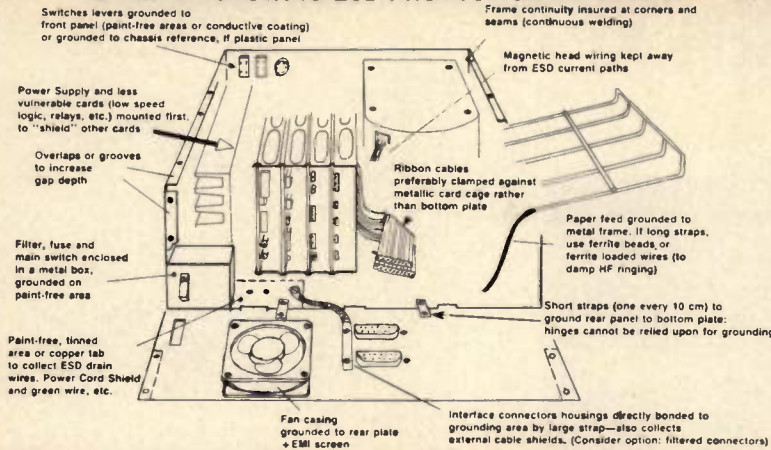 Switches levers grounded to
front panel (paint-free areas or conductive coating)
or grounded to chassis reference, if plastic panel
Frame continuity insured at corners and
seams (continuous welding)
Magnetic head wiring kept away
from ESD current paths
Power Supply and less
vulnerable cards (low speed
logic, relays, etc.) mounted first,
to "shield" other cards
Overlaps or grooves
to increase
gap depth
Ribbon cables
preferably clamped against
metallic card cage rather
than bottom plate
Paper feed grounded to
metal frame. If long straps,
use ferrite beads or
ferrite loaded wires (to
damp HF ringing)
Filter, fuse and
main switch enclosed
in a metal box,
grounded on
paint-free area
Short straps (one every 10 cm) to
ground rear panel to bottom plate:
hinges cannot be relied upon for grounding
Paint-free, tinned
area or copper tab
to collect ESD drain
wires. Power Cord Shield
and green wire, etc.
Fan casing
grounded to rear plate
+ EMI screen
Interface connectors housings directly bonded to
grounding area by large strap—also collects
external cable shields. (Consider option: filtered connectors)